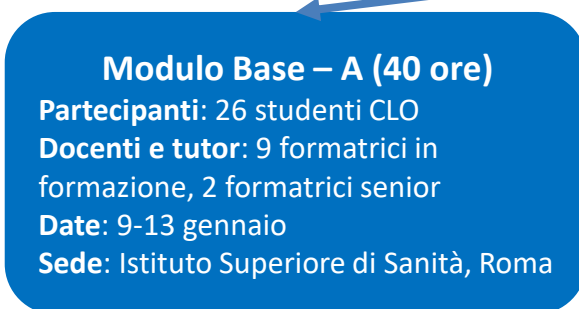 Modulo Base – A (40 ore)
Partecipanti: 26 studenti CLO
Docenti e tutor: 9 formatrici in
formazione, 2 formatrici senior
Date: 9-13 gennaio
Sede: Istituto Superiore di Sanità, Roma